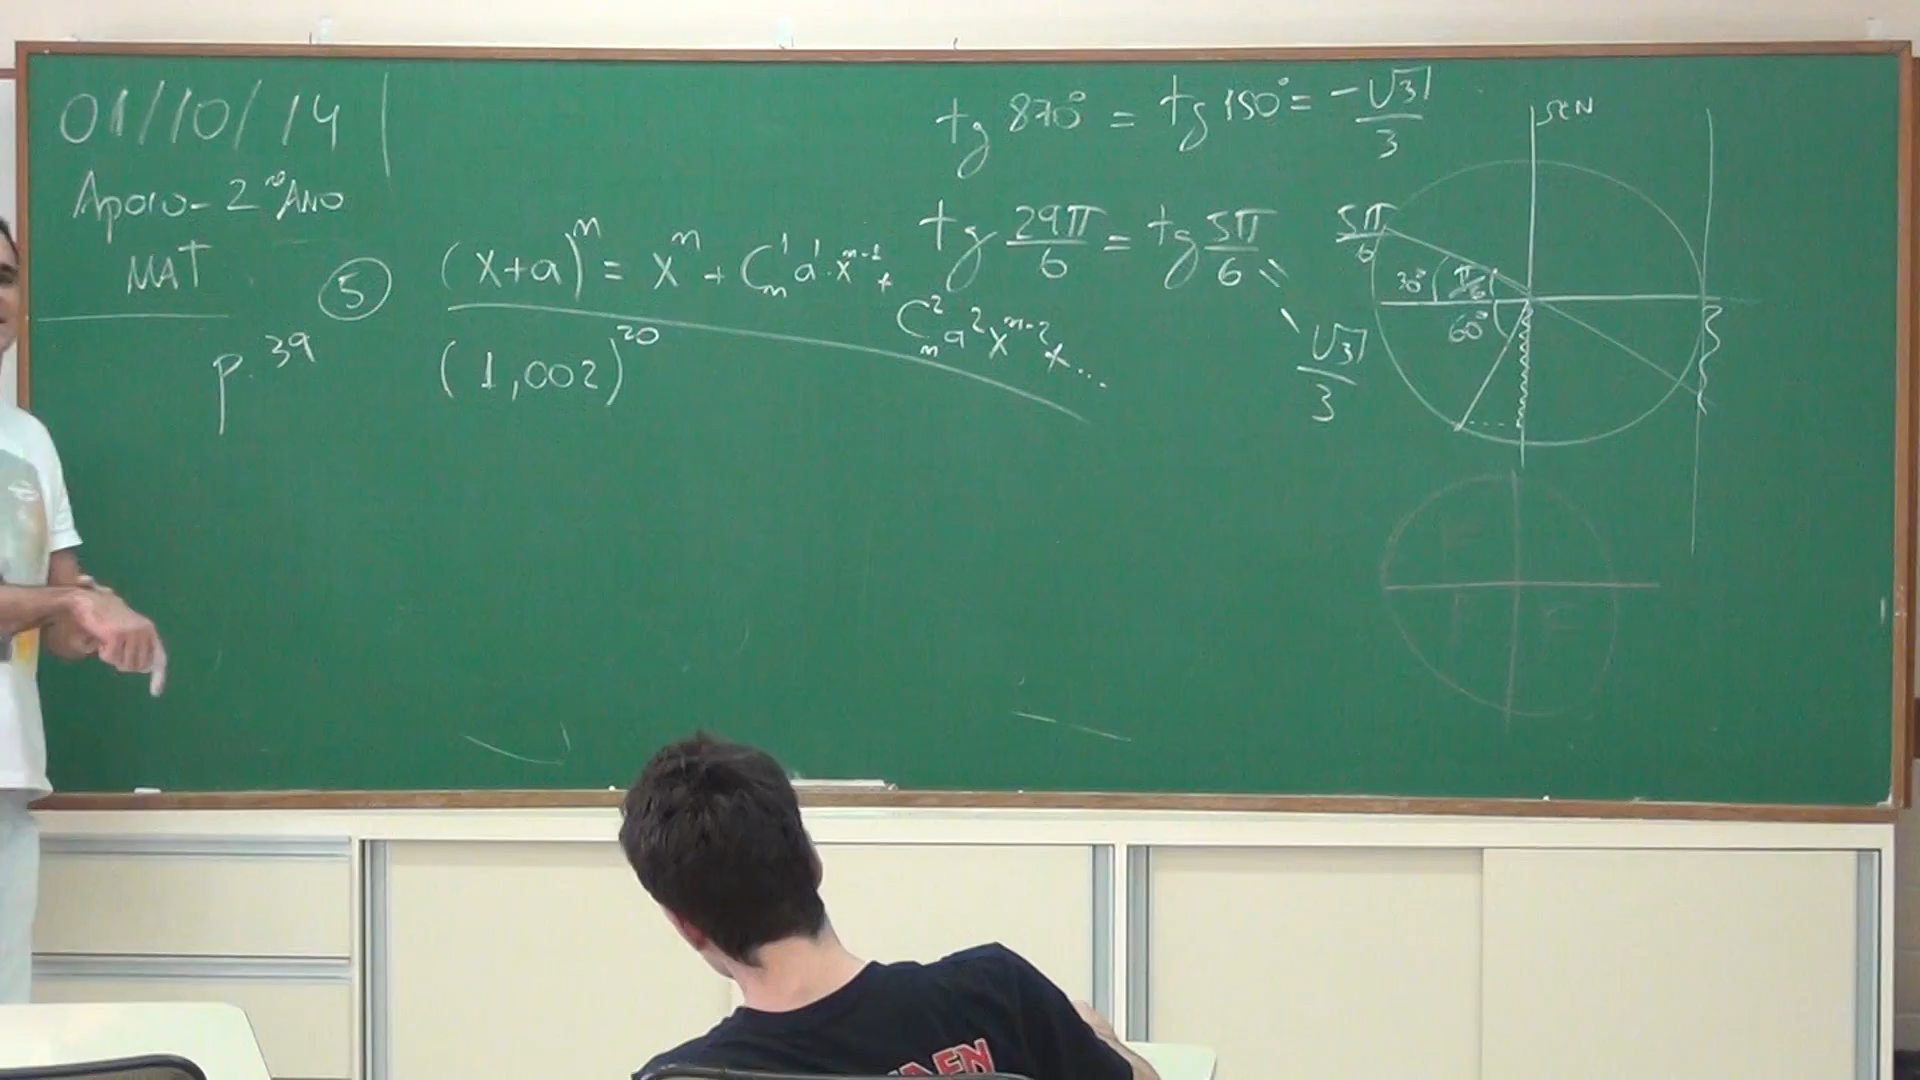 01/10/14
Apoio - 2º Ano
MAT
p. 39
5
(x+a)^n = x^n + C_n^1 a^1 · x^{n-1} +
C_n^2 a^2 x^{n-2} + ...
(1,002)^20
tg 870° = tg 150° = -√3/3
tg 29π/6 = tg 5π/6
√3/3
SEN
5π/6
30°
π/6
60°